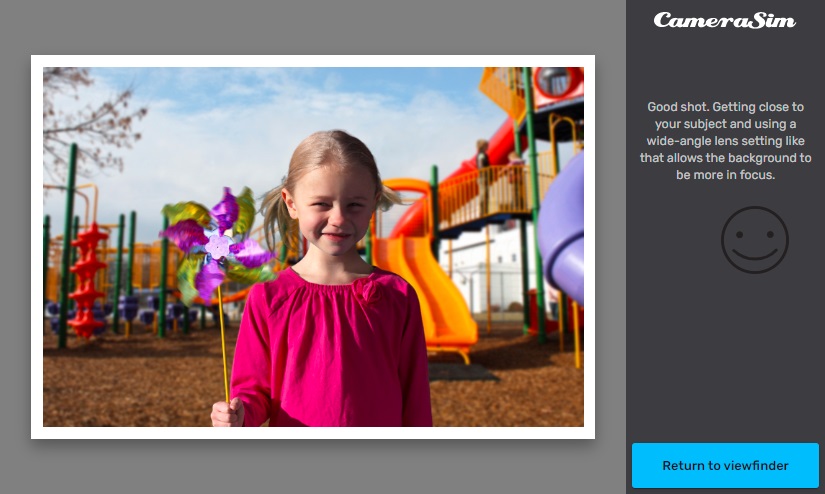 CameraSim
Good shot. Getting close to
your subject and using a
wide-angle lens setting like
that allows the background to
be more in focus.
Return to viewfinder